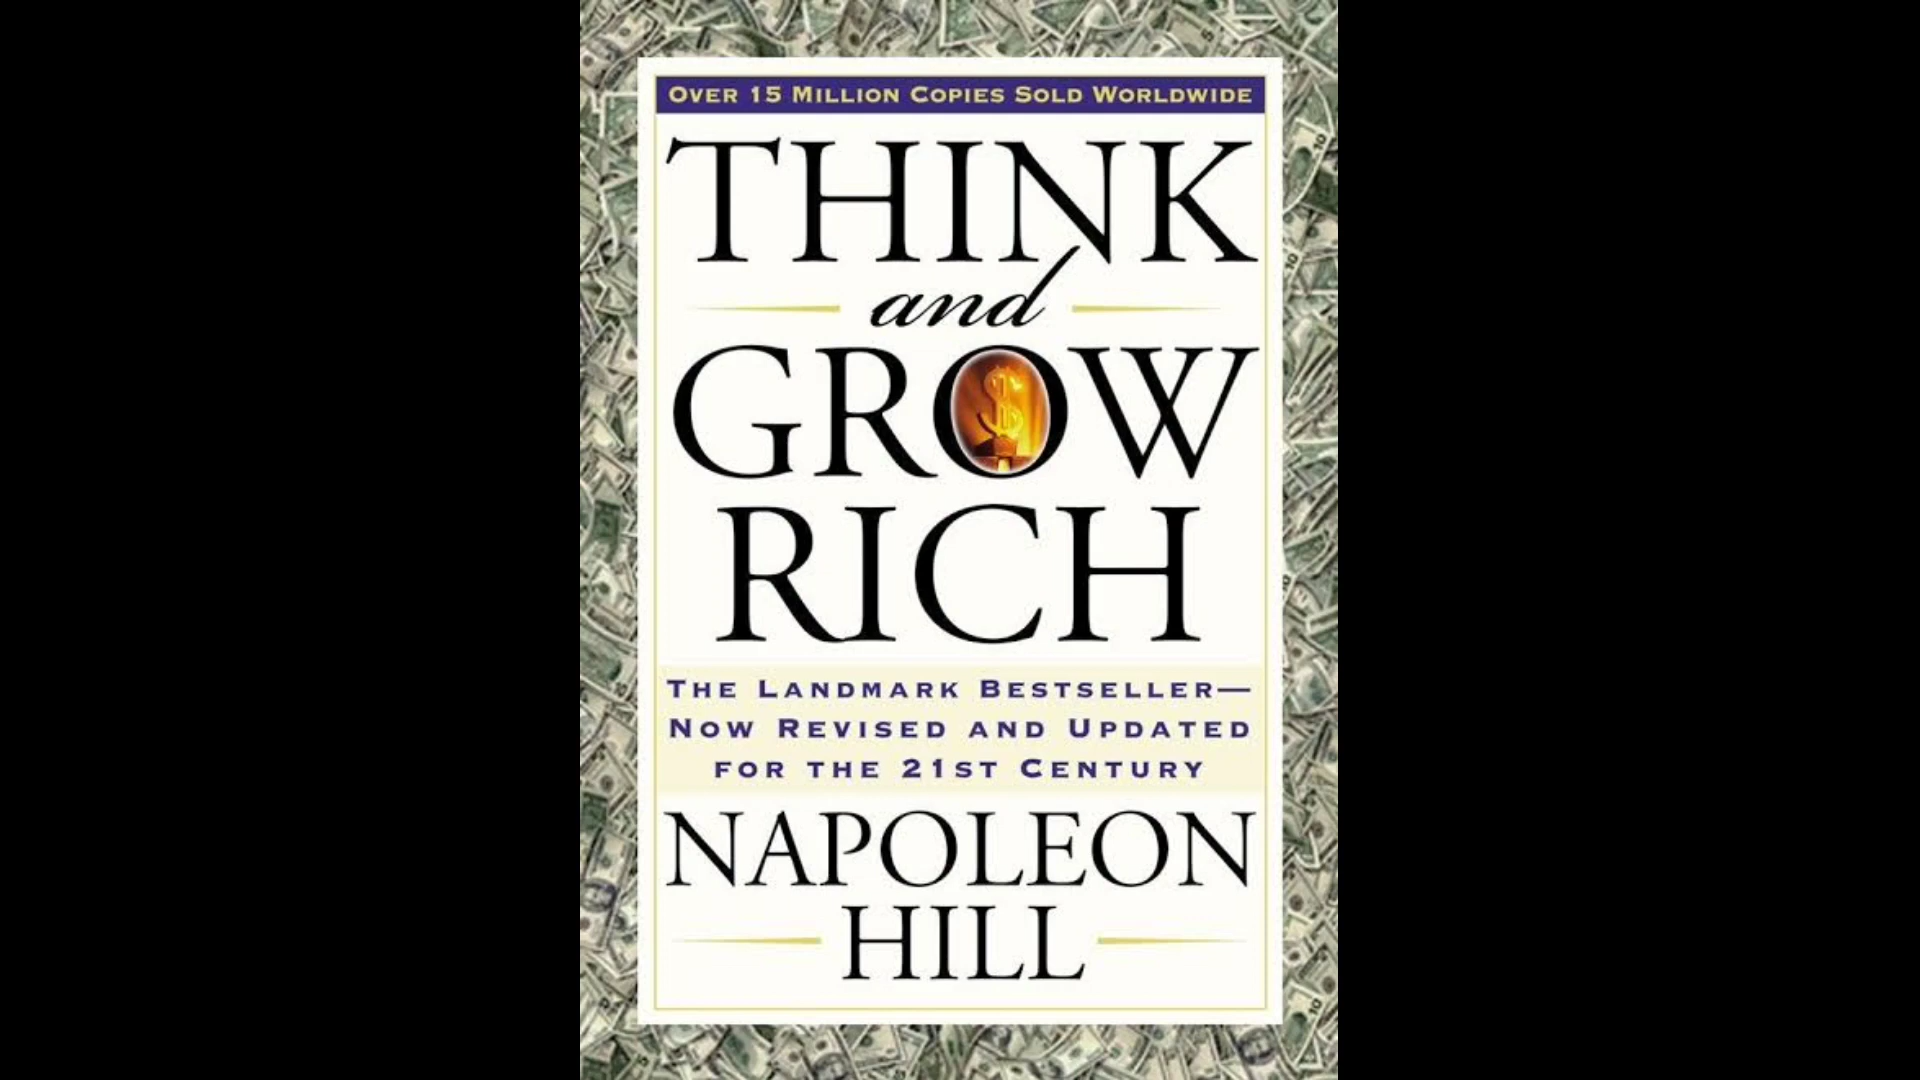 OVER 15 MILLION COPIES SOLD WORLDWIDE
THINK
and
GROW
RICH
THE LANDMARK BESTSELLER—
NOW REVISED AND UPDATED
FOR THE 21ST CENTURY
NAPOLEON
HILL